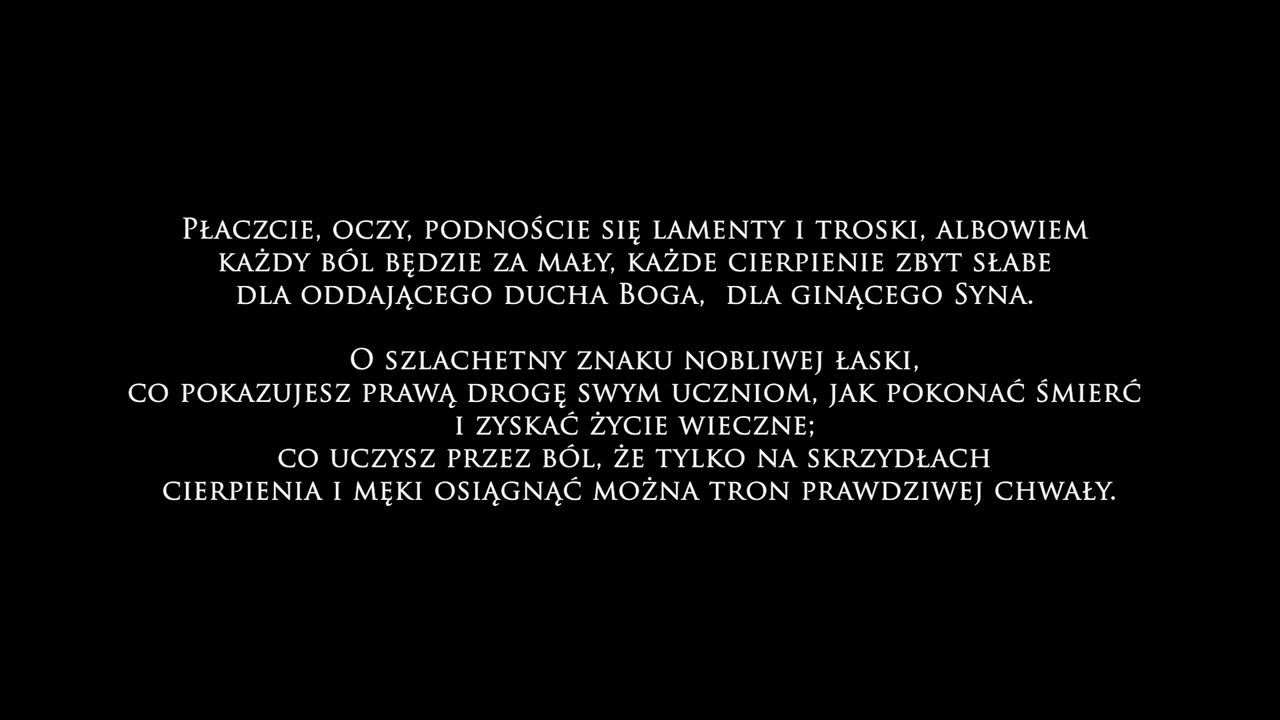 Płaczcie, oczy, podnoście się lamenty i troski, albowiem
każdy ból będzie za mały, każde cierpienie zbyt słabe
dla oddającego ducha Boga,  dla ginącego Syna.
O szlachetny znaku nobliwej łaski,
co pokazujesz prawą drogę swym uczniom, jak pokonać śmierć
i zyskać życie wieczne;
co uczysz przez ból, że tylko na skrzydłach
cierpienia i męki osiągnąć można tron prawdziwej chwały.